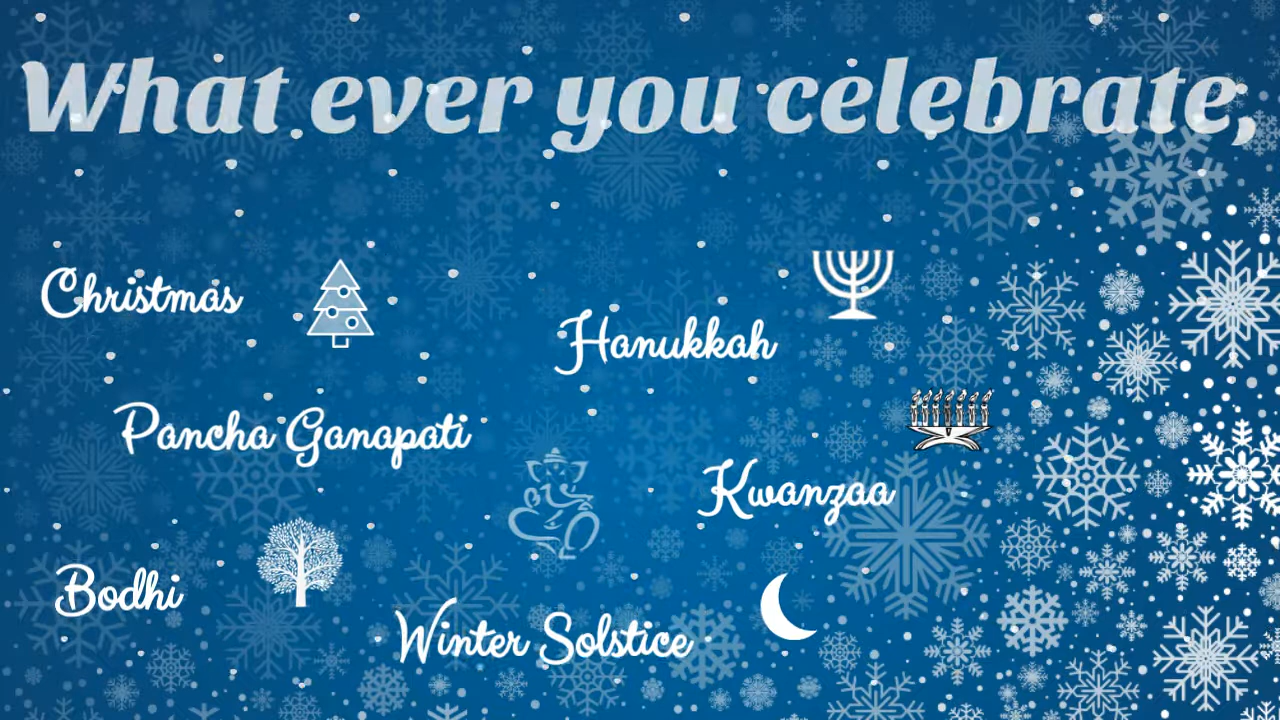 What ever you celebrate,
Christmas
Hanukkah
Pancha Ganapati
Kwanzaa
Bodhi
Winter Solstice